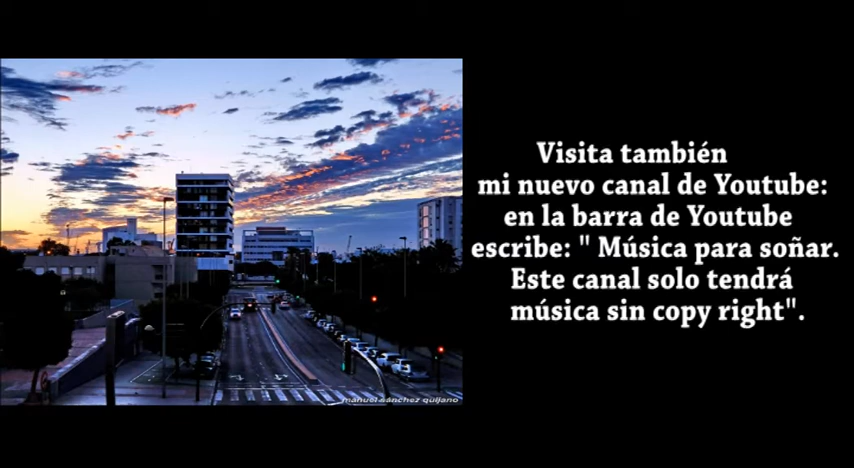 Visita también
mi nuevo canal de Youtube:
en la barra de Youtube
escribe: " Música para soñar.
Este canal solo tendrá
música sin copy right".
manuel sánchez quijano